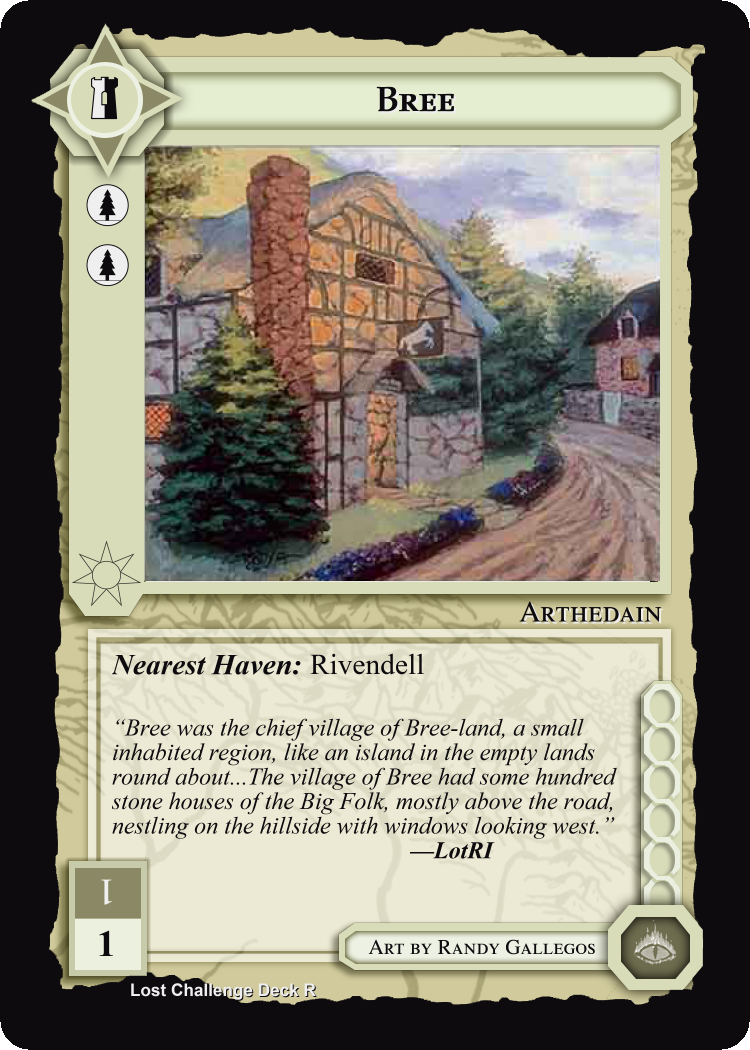 Bree
Arthedain
Nearest Haven: Rivendell
“Bree was the chief village of Bree-land, a small
inhabited region, like an island in the empty lands
round about...The village of Bree had some hundred
stone houses of the Big Folk, mostly above the road,
nestling on the hillside with windows looking west.”
—LotRI
1
1
Art by Randy Gallegos
Lost Challenge Deck R